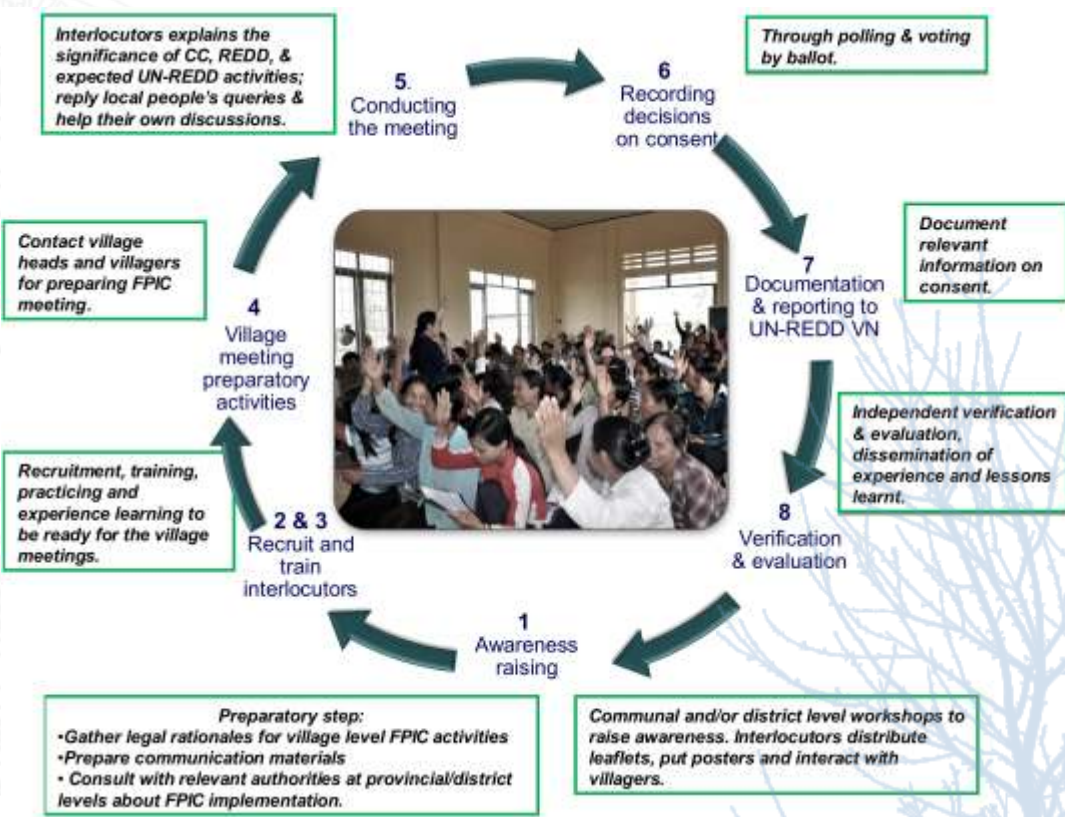 Interlocutors explains the
significance of CC, REDD, &
expected UN-REDD activities;
reply local people's queries &
help their own discussions.
5.
Conducting
the meeting
6
Recording
decisions
on consent
Through polling & voting
by ballot.
Contact village
heads and villagers
for preparing FPIC
meeting.
4
Village
meeting
preparatory
activities
7
Documentation
& reporting to
UN-REDD VN
Document
relevant
information on
consent.
Recruitment, training,
practicing and
experience learning to
be ready for the village
meetings.
2 & 3
Recruit and
train
interlocutors
8
Verification
& evaluation
Independent verification
& evaluation,
dissemination of
experience and lessons
learnt.
1
Awareness
raising
Preparatory step:
•Gather legal rationales for village level FPIC activities
•Prepare communication materials
• Consult with relevant authorities at provincial/district
levels about FPIC implementation.
Communal and/or district level workshops to
raise awareness. Interlocutors distribute
leaflets, put posters and interact with
villagers.